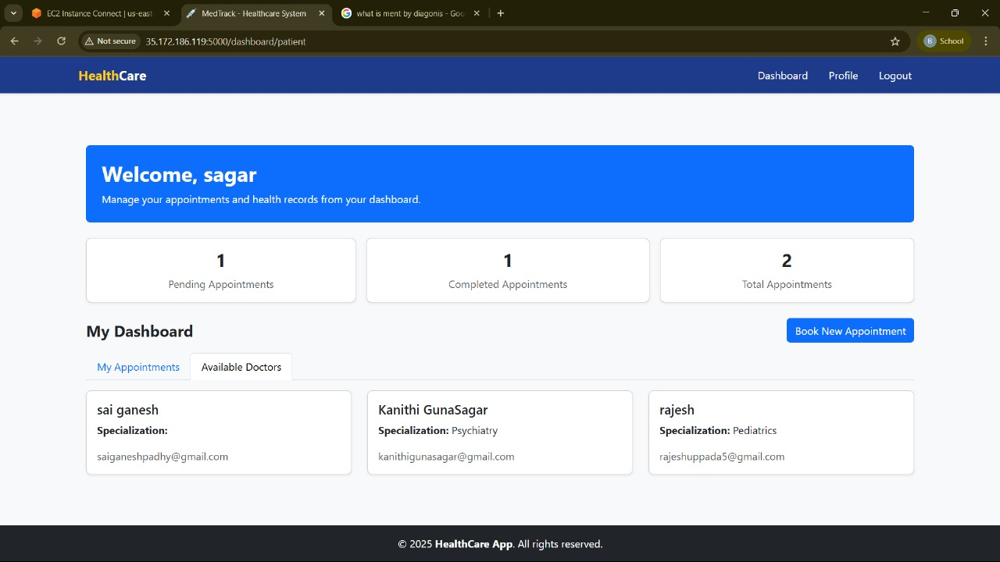 EC2 Instance Connect | us-east-
MedTrack - Healthcare System
what is ment by diagonis - Goo
Not secure
35.172.186.119:5000/dashboard/patient
B
School
HealthCare
Dashboard
Profile
Logout
Welcome, sagar
Manage your appointments and health records from your dashboard.
1
Pending Appointments
1
Completed Appointments
2
Total Appointments
My Dashboard
Book New Appointment
My Appointments
Available Doctors
sai ganesh
Specialization:
saiganeshpadhy@gmail.com
Kanithi GunaSagar
Specialization: Psychiatry
kanithigunasagar@gmail.com
rajesh
Specialization: Pediatrics
rajeshuppada5@gmail.com
© 2025 HealthCare App. All rights reserved.